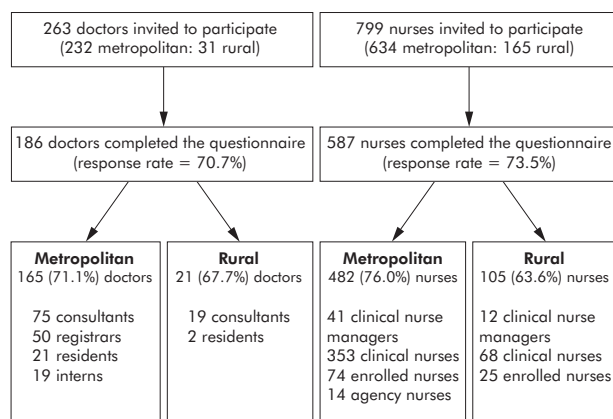 263 doctors invited to participate
(232 metropolitan: 31 rural)
799 nurses invited to participate
(634 metropolitan: 165 rural)
186 doctors completed the questionnaire
(response rate = 70.7%)
587 nurses completed the questionnaire
(response rate = 73.5%)
Metropolitan
165 (71.1%) doctors
75 consultants
50 registrars
21 residents
19 interns
Rural
21 (67.7%) doctors
19 consultants
2 residents
Metropolitan
482 (76.0%) nurses
41 clinical nurse
managers
353 clinical nurses
74 enrolled nurses
14 agency nurses
Rural
105 (63.6%) nurses
12 clinical nurse
managers
68 clinical nurses
25 enrolled nurses